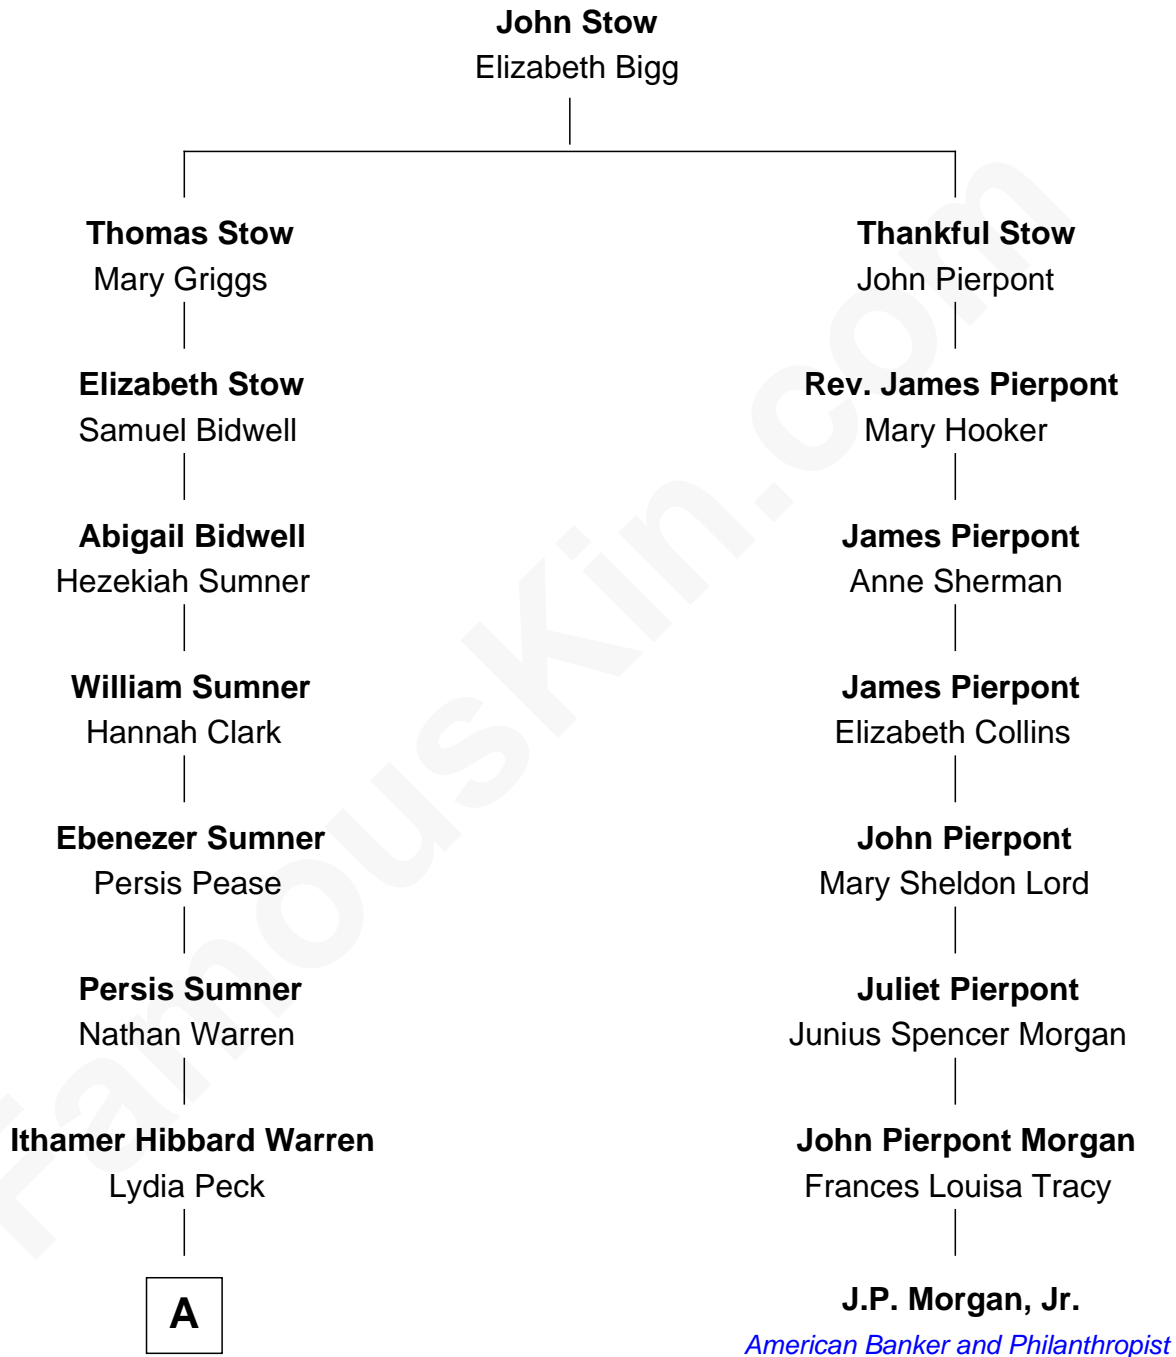 John Stow
Elizabeth Bigg
Thomas Stow
Mary Griggs
Thankful Stow
John Pierpont
Elizabeth Stow
Samuel Bidwell
Rev. James Pierpont
Mary Hooker
Abigail Bidwell
Hezekiah Sumner
James Pierpont
Anne Sherman
William Sumner
Hannah Clark
James Pierpont
Elizabeth Collins
Ebenezer Sumner
Persis Pease
John Pierpont
Mary Sheldon Lord
Persis Sumner
Nathan Warren
Juliet Pierpont
Junius Spencer Morgan
Ithamer Hibbard Warren
Lydia Peck
John Pierpont Morgan
Frances Louisa Tracy
A
J.P. Morgan, Jr.
American Banker and Philanthropist
FamousKin.com